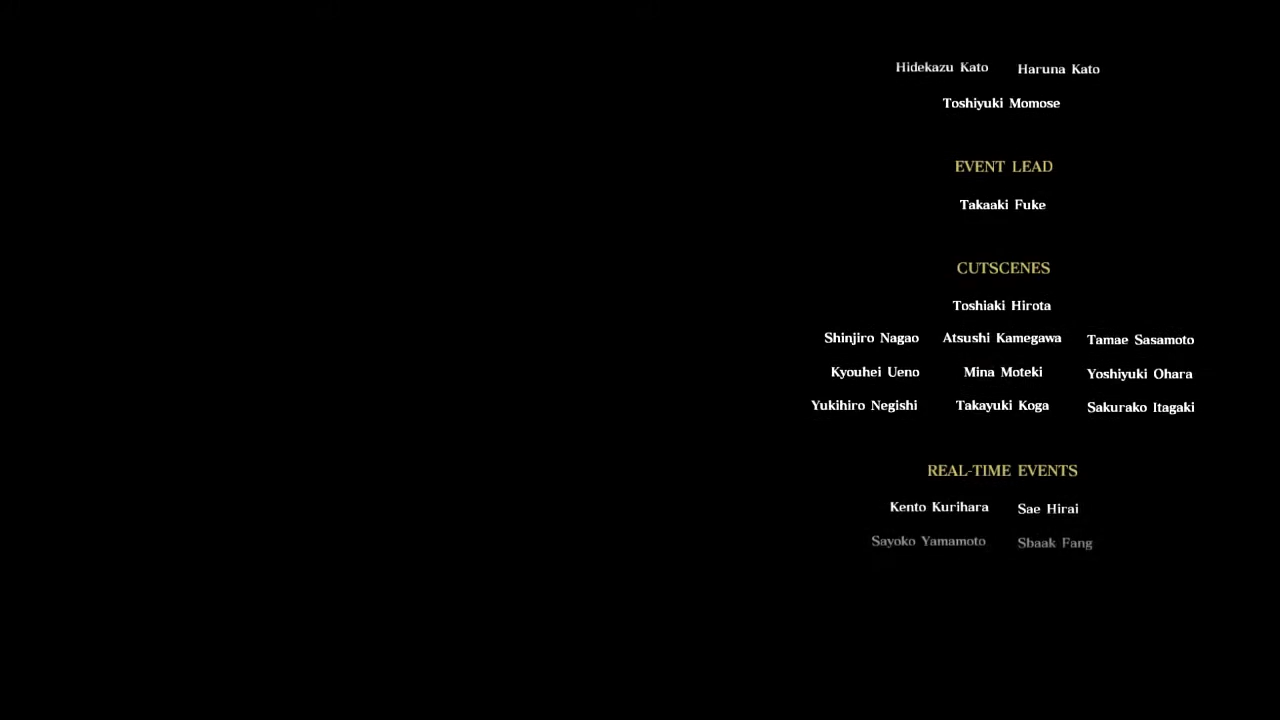 Hidekazu Kato Haruna Kato
Toshiyuki Momose
EVENT LEAD
Takaaki Fuke
CUTSCENES
Toshiaki Hirota
Shinjiro Nagao Atsushi Kamegawa Tamae Sasamoto
Kyouhei Ueno Mina Moteki Yoshiyuki Ohara
Yukihiro Negishi Takayuki Koga Sakurako Itagaki
REAL-TIME EVENTS
Kento Kurihara Sae Hirai
Sayoko Yamamoto Sbaak Fang